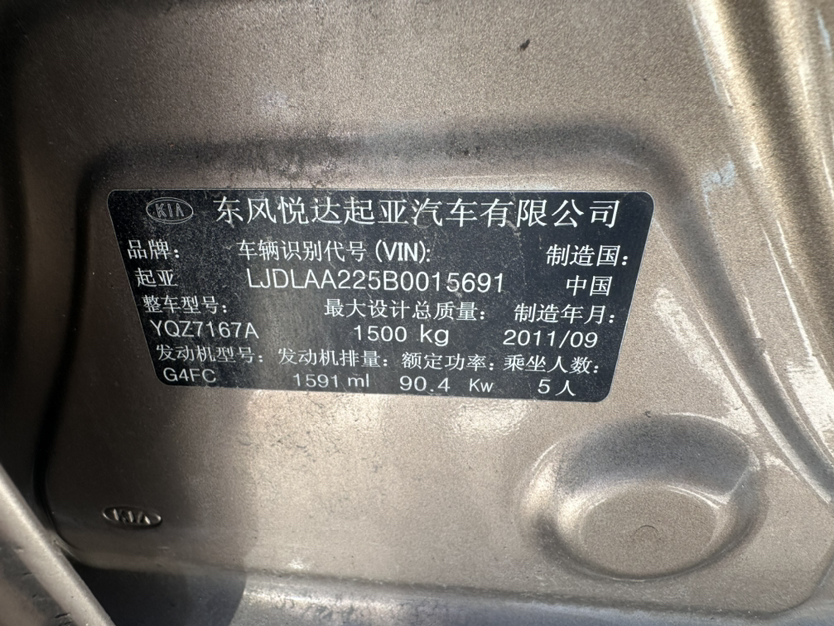 KIA 东风悦达起亚汽车有限公司
品牌： 车辆识别代号(VIN)： 制造国：
起亚 LJDLAA225B0015691 中国
整车型号： 最大设计总质量： 制造年月：
YQZ7167A 1500 kg 2011/09
发动机型号： 发动机排量： 额定功率： 乘坐人数：
G4FC 1591 ml 90.4 Kw 5人
KIA